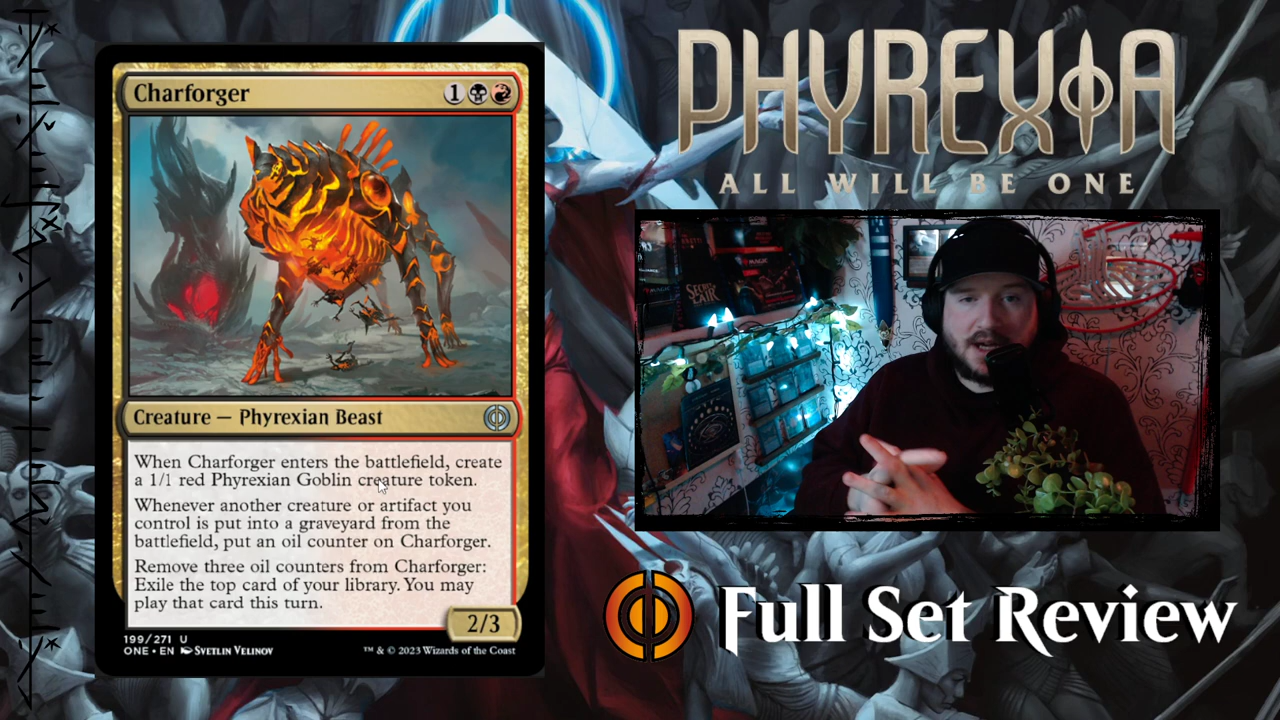 Charforger
1
Creature — Phyrexian Beast
When Charforger enters the battlefield, create
a 1/1 red Phyrexian Goblin creature token.
Whenever another creature or artifact you
control is put into a graveyard from the
battlefield, put an oil counter on Charforger.
Remove three oil counters from Charforger:
Exile the top card of your library. You may
play that card this turn.
2/3
199/271 U
ONE • EN SVETLIN VELINOV
™ & © 2023 Wizards of the Coast
PHYREXIA
ALL WILL BE ONE
SECRET
LAIR
MAGIC
Full Set Review